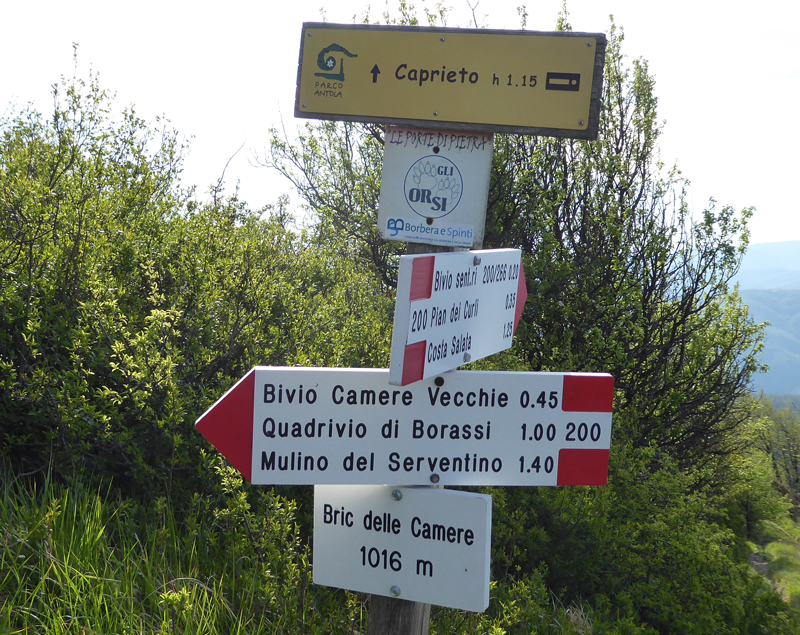 PARCO
ANTOLA
Caprieto h 1.15
LE PORTE DI PIETRA
GLI
ORSI
Borbera e Spinti
Bivio sent.ri 200/266 0.20
200 Pian dei Curli 0.35
Costa Salata 1.25
Bivio Camere Vecchie 0.45
Quadrivio di Borassi 1.00 200
Mulino del Serventino 1.40
Bric delle Camere
1016 m